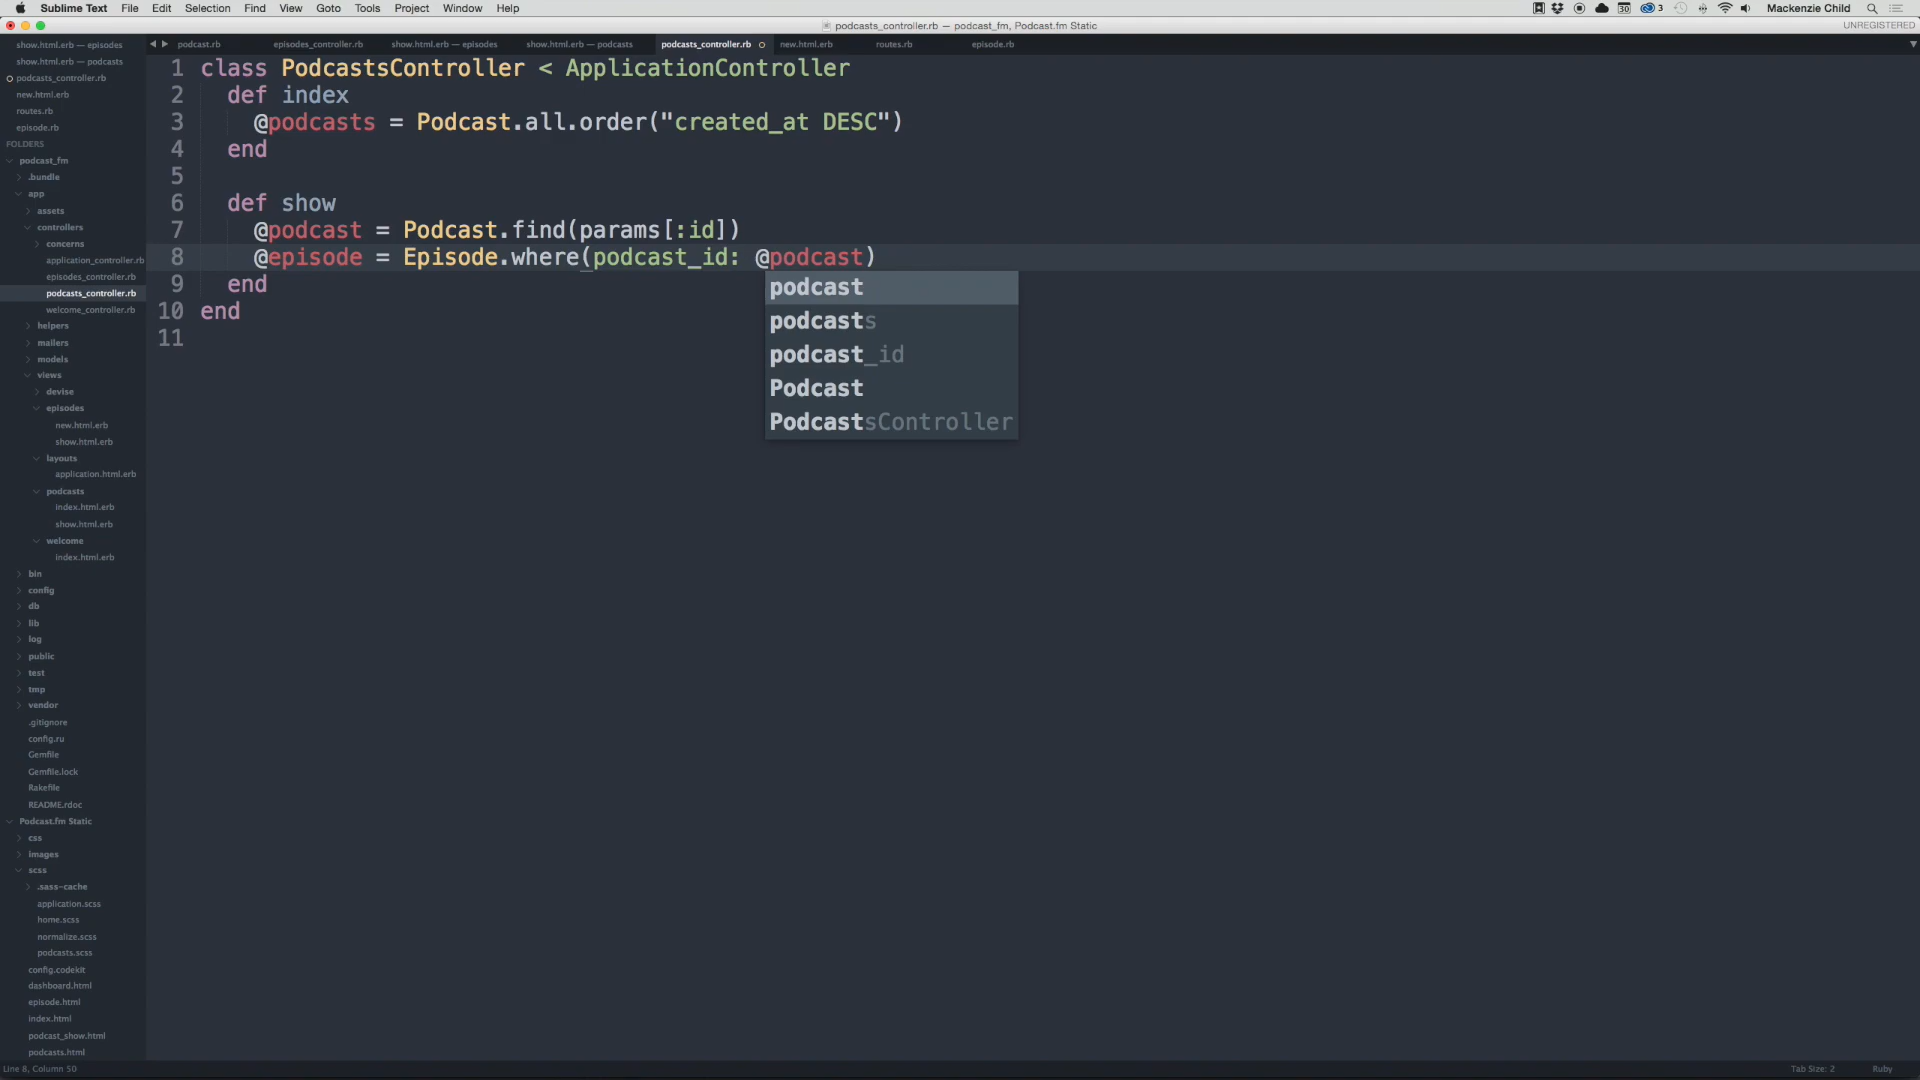 Sublime Text File Edit Selection Find View Goto Tools Project Window Help 30 3 Mackenzie Child
podcasts_controller.rb — podcast_fm, Podcast.fm Static UNREGISTERED
podcast.rb episodes_controller.rb show.html.erb — episodes show.html.erb — podcasts podcasts_controller.rb new.html.erb routes.rb episode.rb
show.html.erb — episodes
show.html.erb — podcasts
podcasts_controller.rb
new.html.erb
routes.rb
episode.rb
FOLDERS
podcast_fm
.bundle
app
assets
controllers
concerns
application_controller.rb
episodes_controller.rb
podcasts_controller.rb
welcome_controller.rb
helpers
mailers
models
views
devise
episodes
new.html.erb
show.html.erb
layouts
application.html.erb
podcasts
index.html.erb
show.html.erb
welcome
index.html.erb
bin
config
db
lib
log
public
test
tmp
vendor
.gitignore
config.ru
Gemfile
Gemfile.lock
Rakefile
README.rdoc
Podcast.fm Static
css
images
scss
.sass-cache
application.scss
home.scss
normalize.scss
podcasts.scss
config.codekit
dashboard.html
episode.html
index.html
podcast_show.html
podcasts.html
1 class PodcastsController < ApplicationController
2 def index
3 @podcasts = Podcast.all.order("created_at DESC")
4 end
5
6 def show
7 @podcast = Podcast.find(params[:id])
8 @episode = Episode.where(podcast_id: @podcast)
9 end
10 end
11
podcast
podcasts
podcast_id
Podcast
PodcastsController
Line 8, Column 50 Tab Size: 2 Ruby